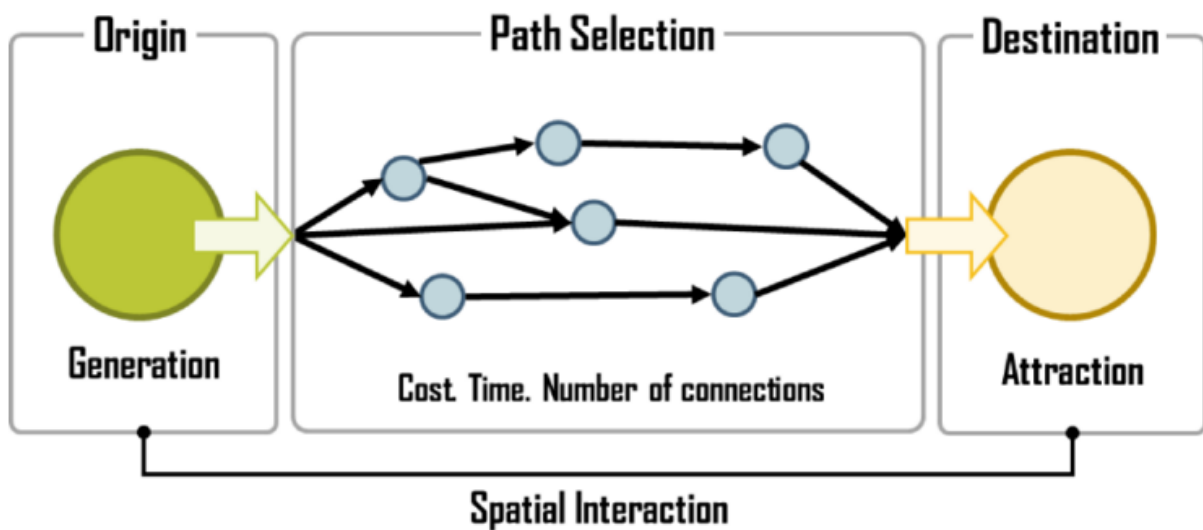 Origin
Path Selection
Destination
Generation
Cost. Time. Number of connections
Attraction
Spatial Interaction